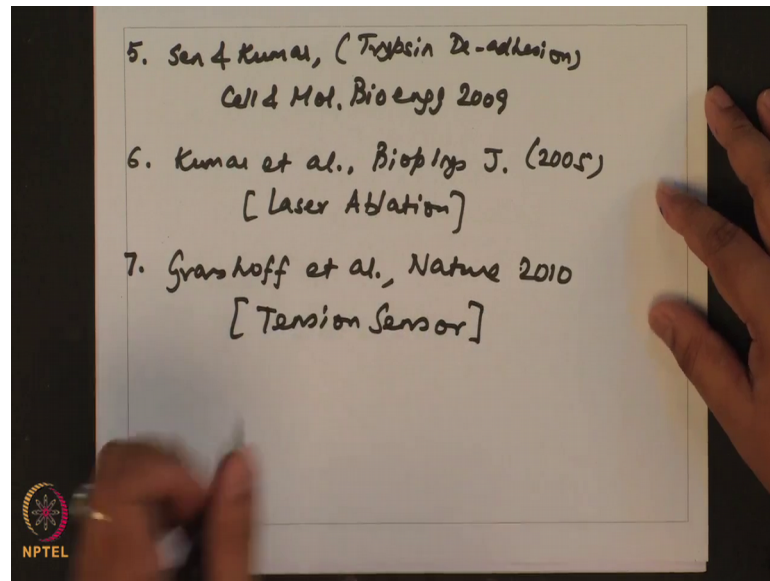 5. Sen & Kumar, (Trypsin De-adhesion)
Cell & Mol. Bioengg 2009
6. Kumar et al., Biophys J. (2005)
[Laser Ablation]
7. Grashoff et al., Nature 2010
[Tension Sensor]
NPTEL